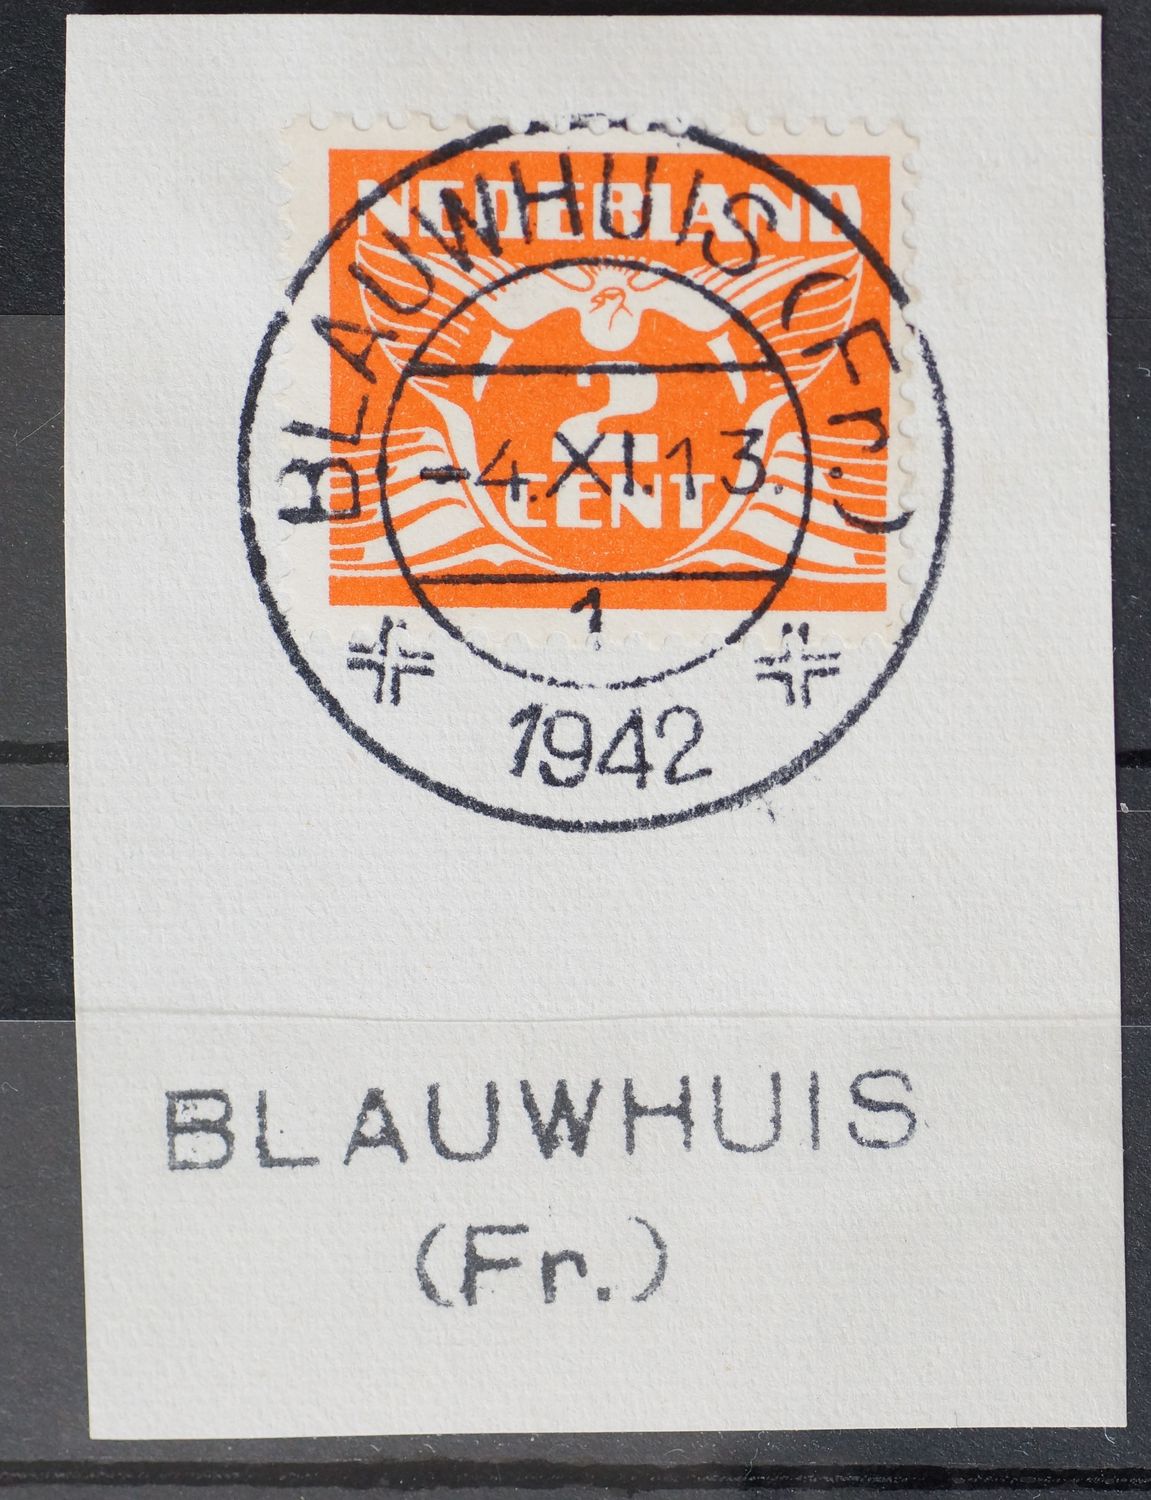 NEDERLAND
2
CENT
BLAUWHUIS (Fr.)
-4.XI.13.
1
1942
BLAUWHUIS
(Fr.)